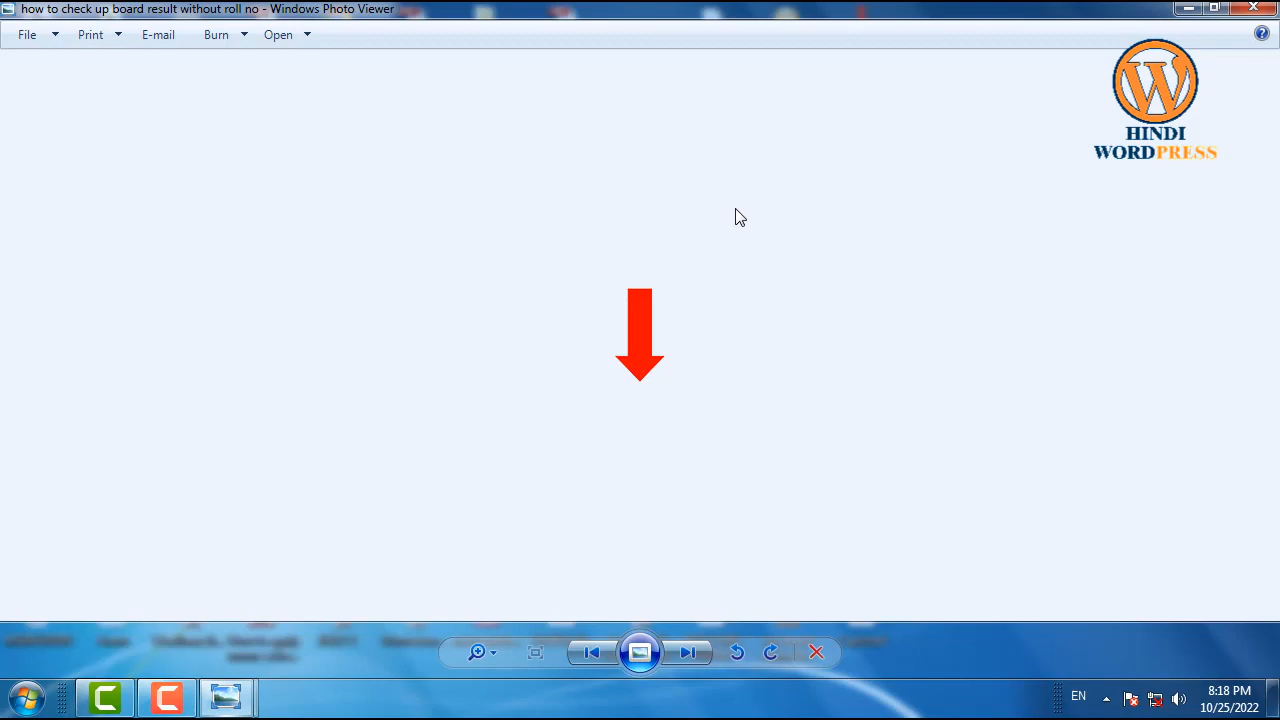 how to check up board result without roll no - Windows Photo Viewer
File Print E-mail Burn Open
?
HINDI
WORDPRESS
EN
8:18 PM
10/25/2022